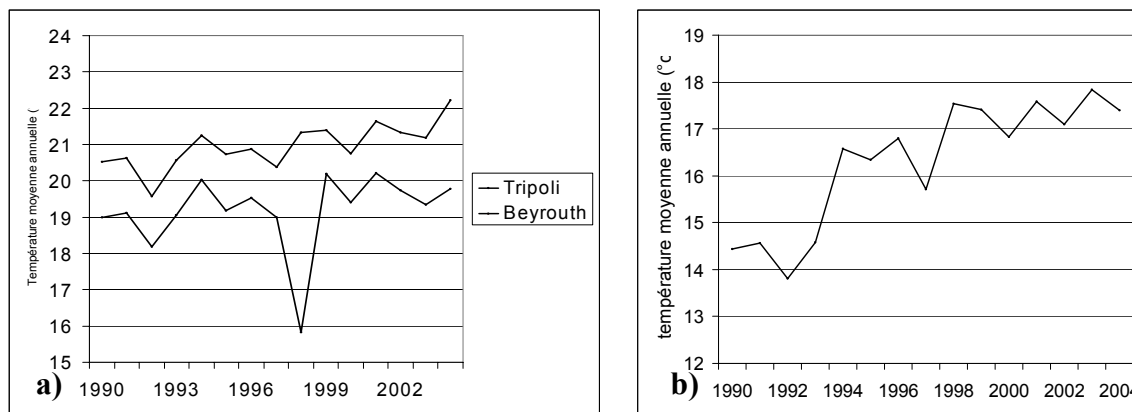 Température moyenne annuelle (
24
23
22
21
20
19
18
17
16
15
1990 1993 1996 1999 2002
Tripoli
Beyrouth
a)
température moyenne annuelle (°c
19
18
17
16
15
14
13
12
1990 1992 1994 1996 1998 2000 2002 2004
b)